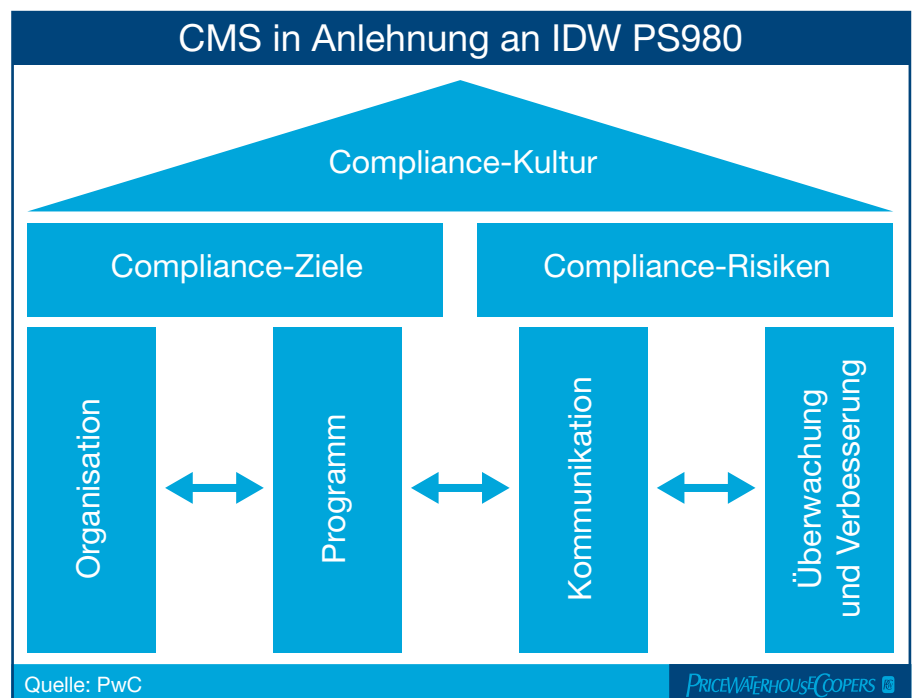 CMS in Anlehnung an IDW PS980
Compliance-Kultur
Compliance-Ziele
Compliance-Risiken
Organisation
Programm
Kommunikation
Überwachung
und Verbesserung
Quelle: PwC
PRICEWATERHOUSECOOPERS